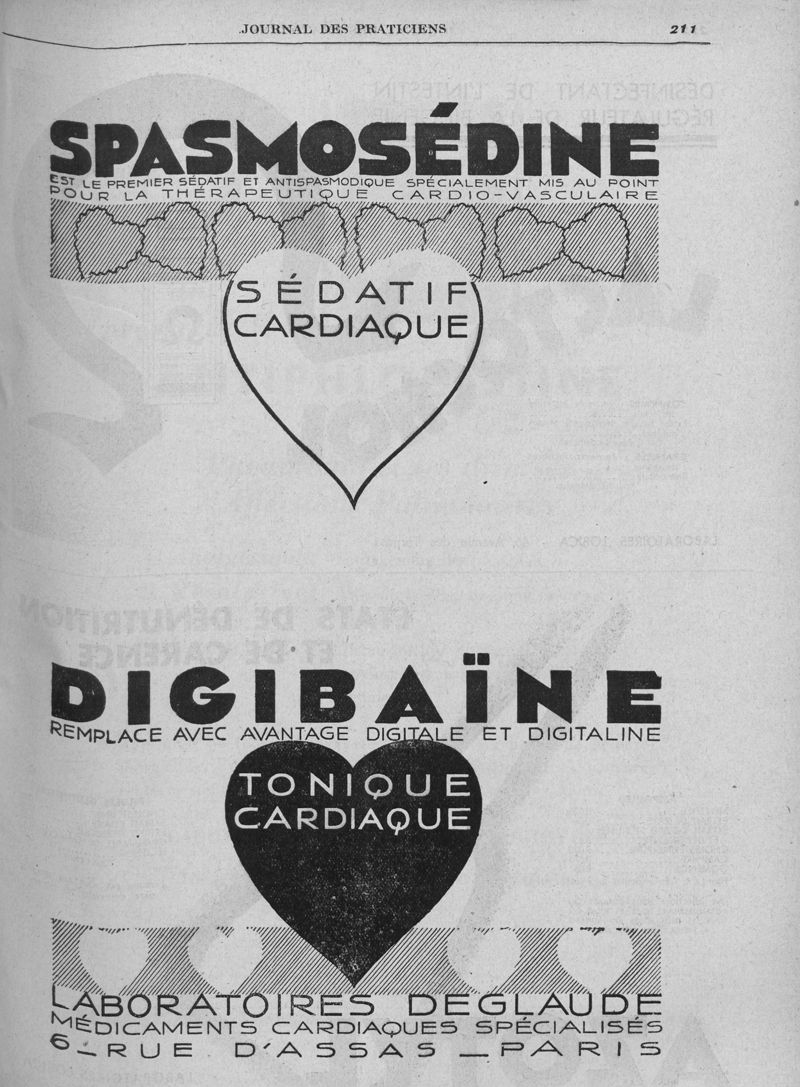 JOURNAL DES PRATICIENS 211
SPASMOSÉDINE
EST LE PREMIER SÉDATIF ET ANTISPASMODIQUE SPÉCIALEMENT MIS AU POINT
POUR LA THÉRAPEUTIQUE CARDIO-VASCULAIRE
SÉDATIF
CARDIAQUE
DIGIBAÏNE
REMPLACE AVEC AVANTAGE DIGITALE ET DIGITALINE
TONIQUE
CARDIAQUE
LABORATOIRES DEGLAUDE
MÉDICAMENTS CARDIAQUES SPÉCIALISÉS
6_RUE D'ASSAS _ PARIS